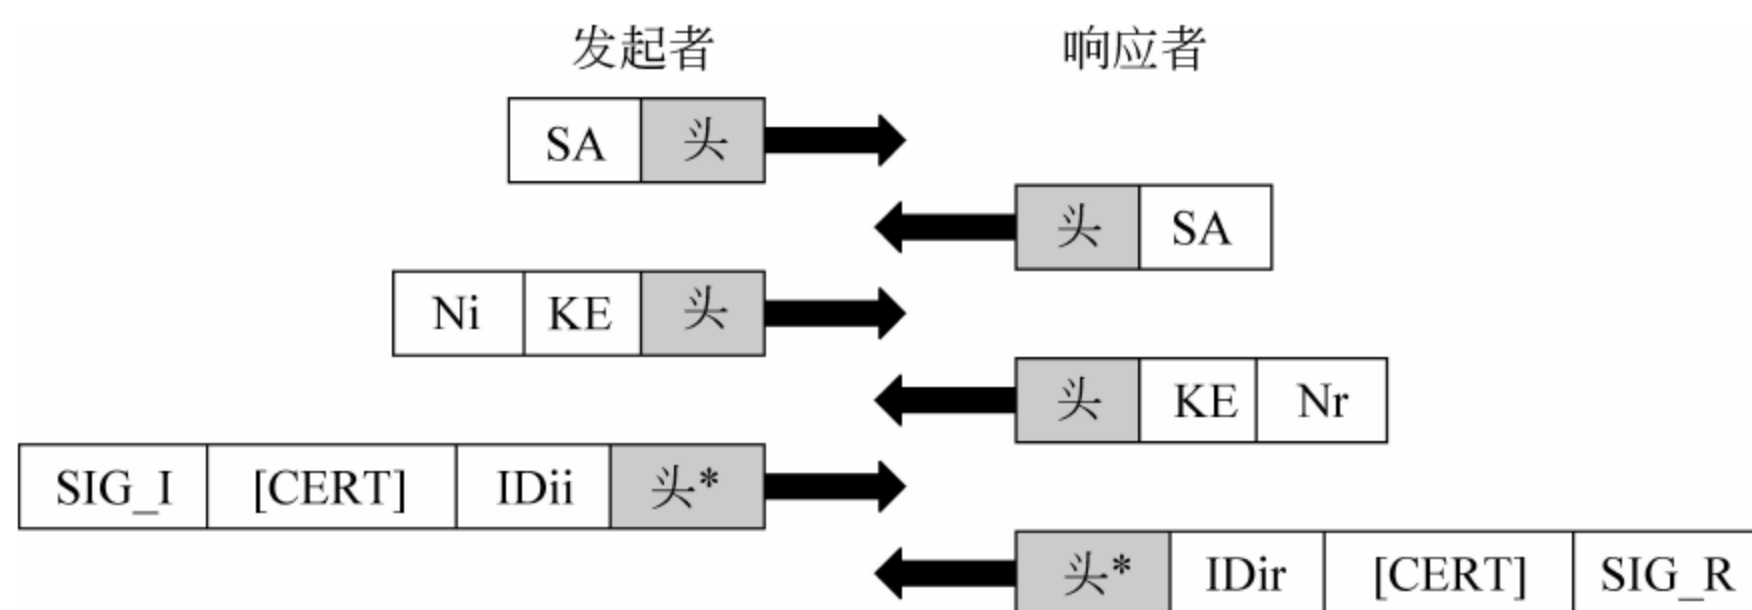 发起者 响应者
SA 头
头 SA
Ni KE 头
头 KE Nr
SIG_I [CERT] IDii 头*
头* IDir [CERT] SIG_R